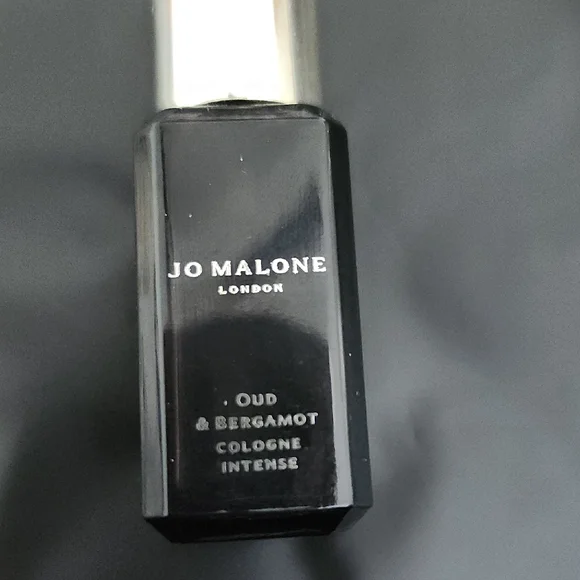 JO MALONE
LONDON
OUD
& BERGAMOT
COLOGNE
INTENSE